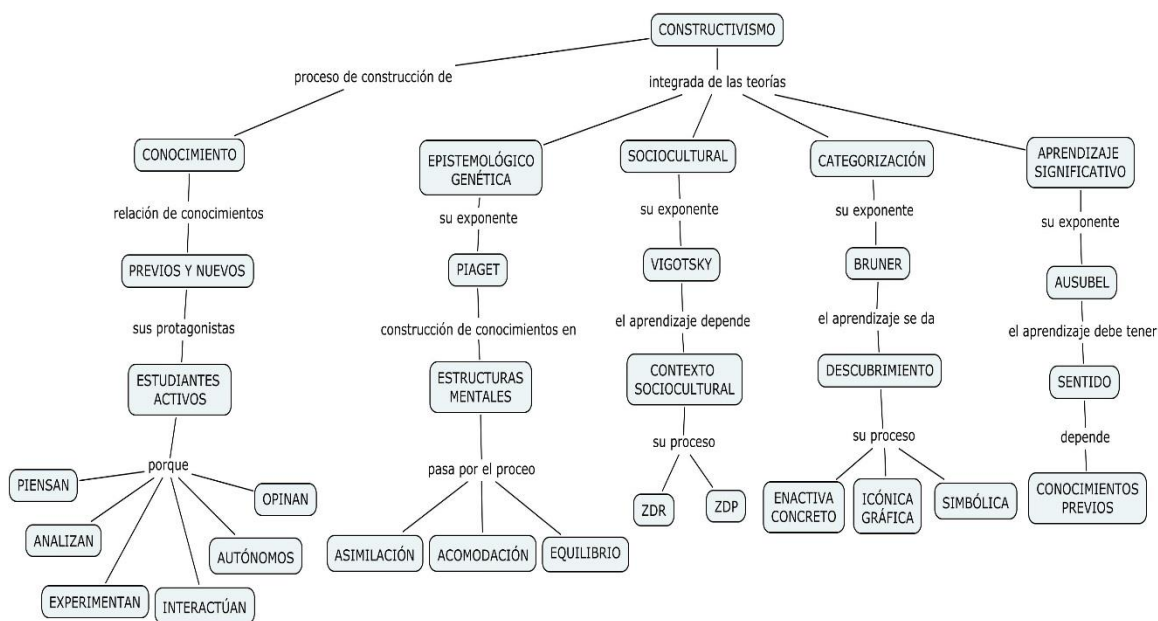 CONSTRUCTIVISMO
proceso de construcción de
integrada de las teorías
CONOCIMIENTO
EPISTEMOLÓGICO
GENÉTICA
SOCIOCULTURAL
CATEGORIZACIÓN
APRENDIZAJE
SIGNIFICATIVO
relación de conocimientos
su exponente
su exponente
su exponente
su exponente
PREVIOS Y NUEVOS
PIAGET
VIGOTSKY
BRUNER
AUSUBEL
sus protagonistas
construcción de conocimientos en
el aprendizaje depende
el aprendizaje se da
el aprendizaje debe tener
ESTUDIANTES
ACTIVOS
ESTRUCTURAS
MENTALES
CONTEXTO
SOCIOCULTURAL
DESCUBRIMIENTO
SENTIDO
porque
pasa por el proceo
su proceso
su proceso
depende
PIENSAN
OPINAN
ANALIZAN
AUTÓNOMOS
EXPERIMENTAN
INTERACTÚAN
ASIMILACIÓN
ACOMODACIÓN
EQUILIBRIO
ZDR
ZDP
ENACTIVA
CONCRETO
ICÓNICA
GRÁFICA
SIMBÓLICA
CONOCIMIENTOS
PREVIOS